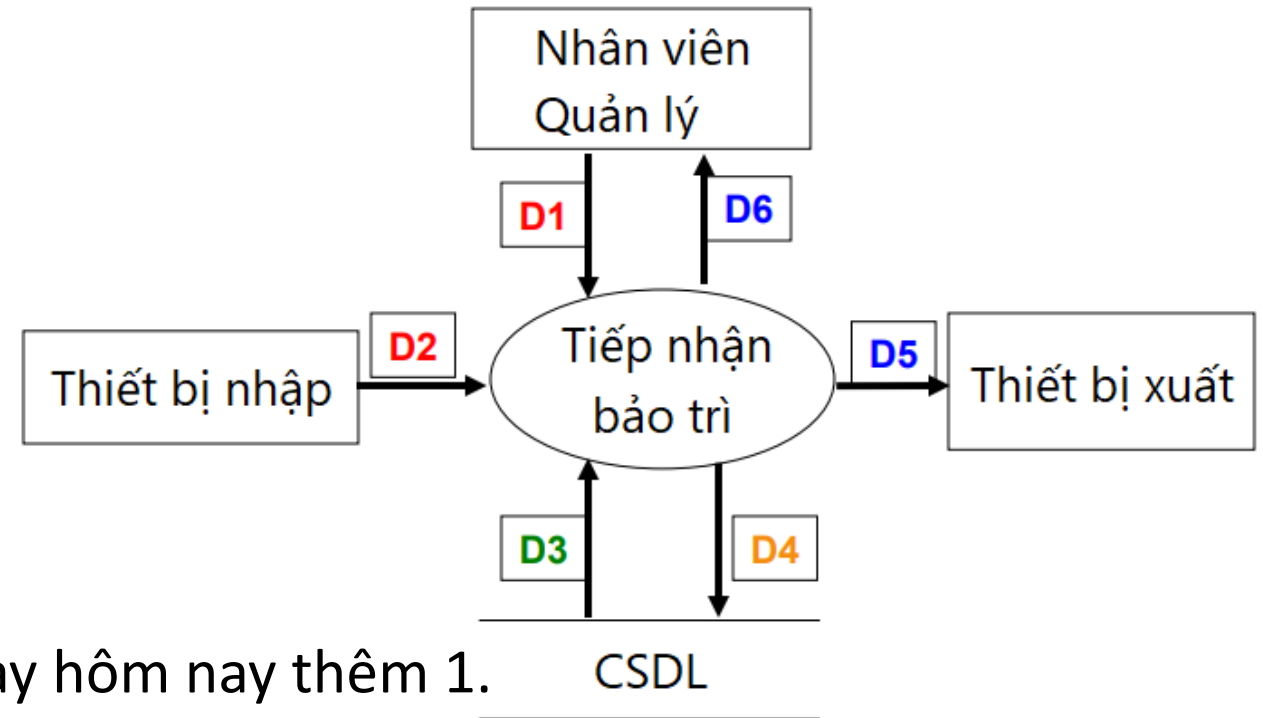 Nhân viên
Quản lý
D1
D6
Tiếp nhận
bảo trì
D2
D5
Thiết bị nhập
Thiết bị xuất
D3
D4
hôm nay thêm 1.
CSDL